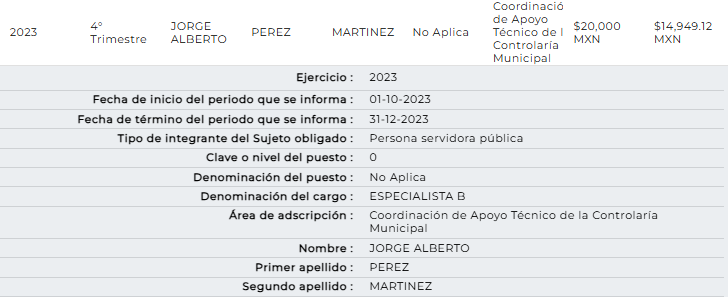 2023 4° Trimestre JORGE ALBERTO PEREZ MARTINEZ No Aplica Coordinació de Apoyo Técnico de l Controlaría Municipal $20,000 MXN $14,949.12 MXN
Ejercicio : 2023
Fecha de inicio del periodo que se informa : 01-10-2023
Fecha de término del periodo que se informa : 31-12-2023
Tipo de integrante del Sujeto obligado : Persona servidora pública
Clave o nivel del puesto : 0
Denominación del puesto : No Aplica
Denominación del cargo : ESPECIALISTA B
Área de adscripción : Coordinación de Apoyo Técnico de la Controlaría
Municipal
Nombre : JORGE ALBERTO
Primer apellido : PEREZ
Segundo apellido : MARTINEZ